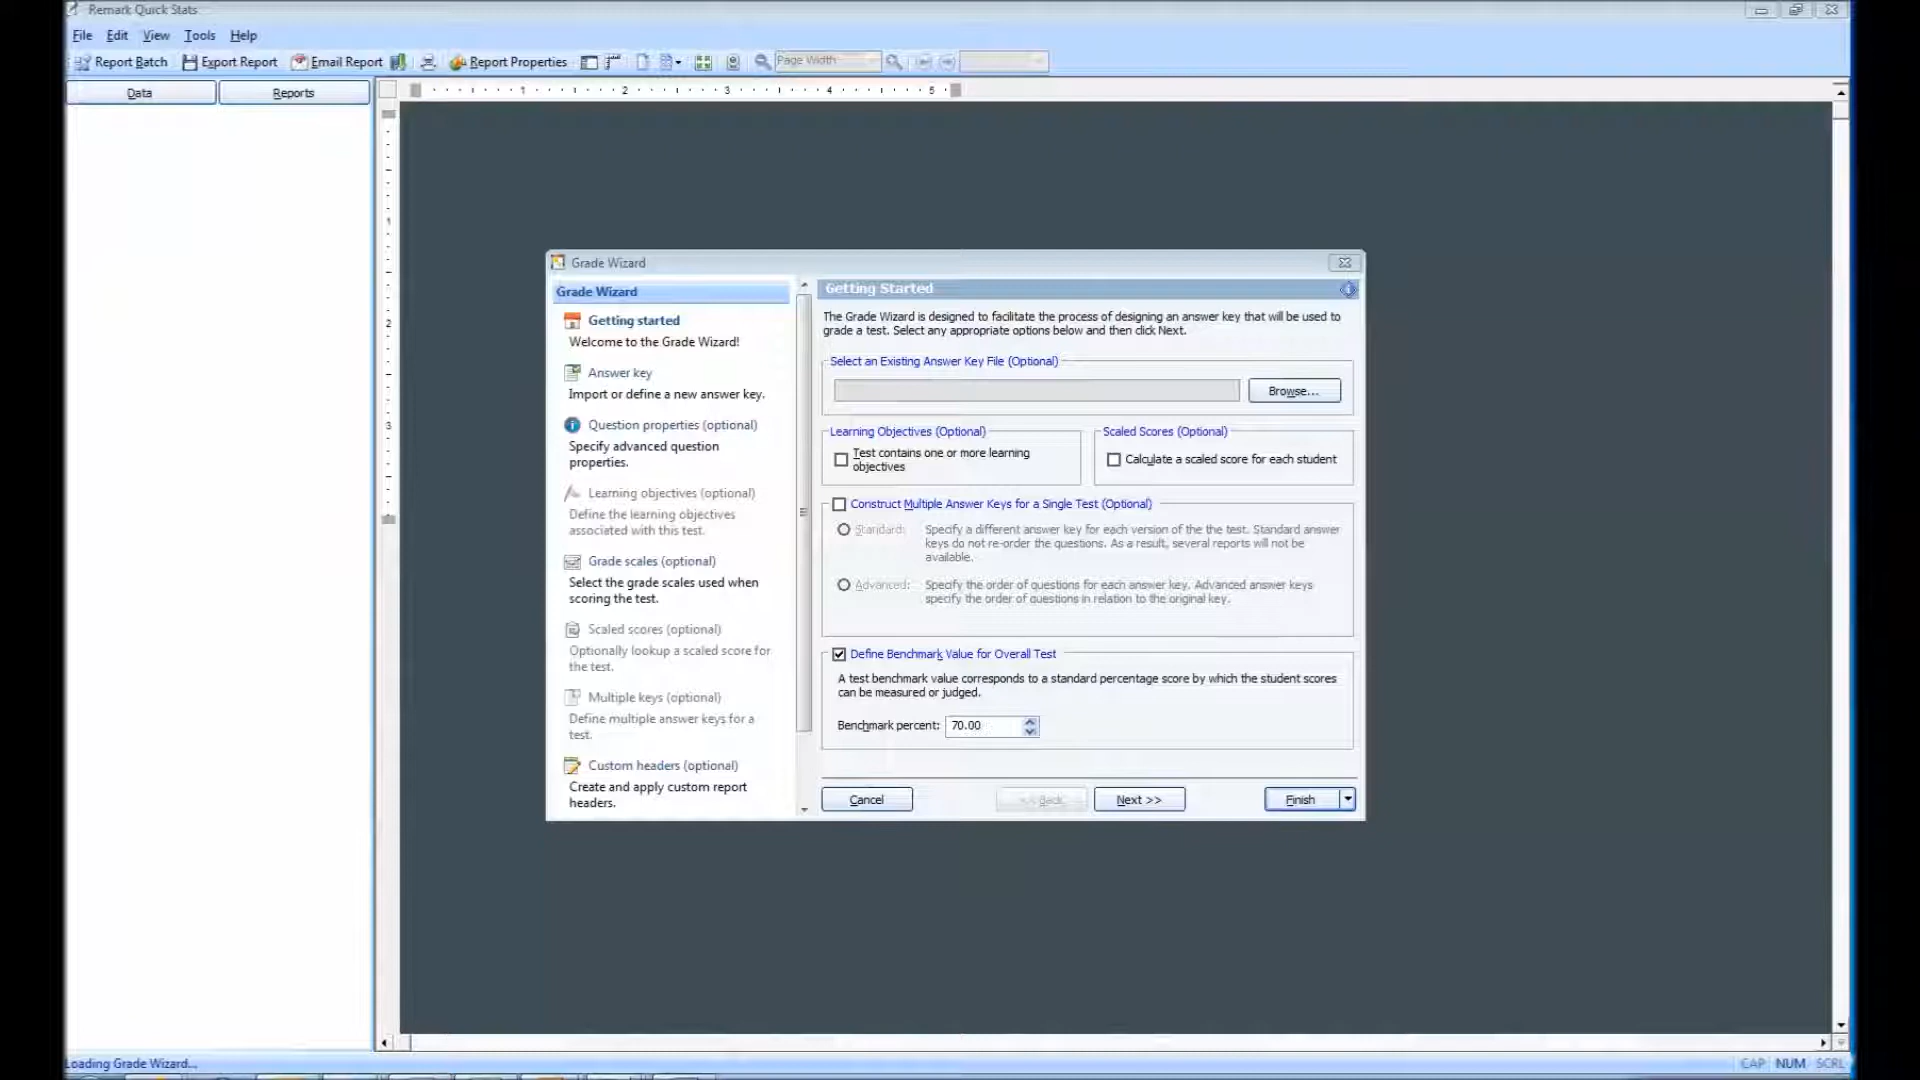 Remark Quick Stats
File Edit View Tools Help
Report Batch Export Report Email Report Report Properties Page Width
Data Reports
1 2 3 4 5
1
2
3
Grade Wizard
Grade Wizard
Getting started
Welcome to the Grade Wizard!
Answer key
Import or define a new answer key.
Question properties (optional)
Specify advanced question
properties.
Learning objectives (optional)
Define the learning objectives
associated with this test.
Grade scales (optional)
Select the grade scales used when
scoring the test.
Scaled scores (optional)
Optionally lookup a scaled score for
the test.
Multiple keys (optional)
Define multiple answer keys for a
test.
Custom headers (optional)
Create and apply custom report
headers.
Getting Started
The Grade Wizard is designed to facilitate the process of designing an answer key that will be used to
grade a test. Select any appropriate options below and then click Next.
Select an Existing Answer Key File (Optional)
Browse...
Learning Objectives (Optional)
Test contains one or more learning
objectives
Scaled Scores (Optional)
Calculate a scaled score for each student
Construct Multiple Answer Keys for a Single Test (Optional)
Standard: Specify a different answer key for each version of the the test. Standard answer
keys do not re-order the questions. As a result, several reports will not be
available.
Advanced: Specify the order of questions for each answer key. Advanced answer keys
specify the order of questions in relation to the original key.
Define Benchmark Value for Overall Test
A test benchmark value corresponds to a standard percentage score by which the student scores
can be measured or judged.
Benchmark percent: 70.00
Cancel << Back Next >> Finish
Loading Grade Wizard...
CAP NUM SCRL